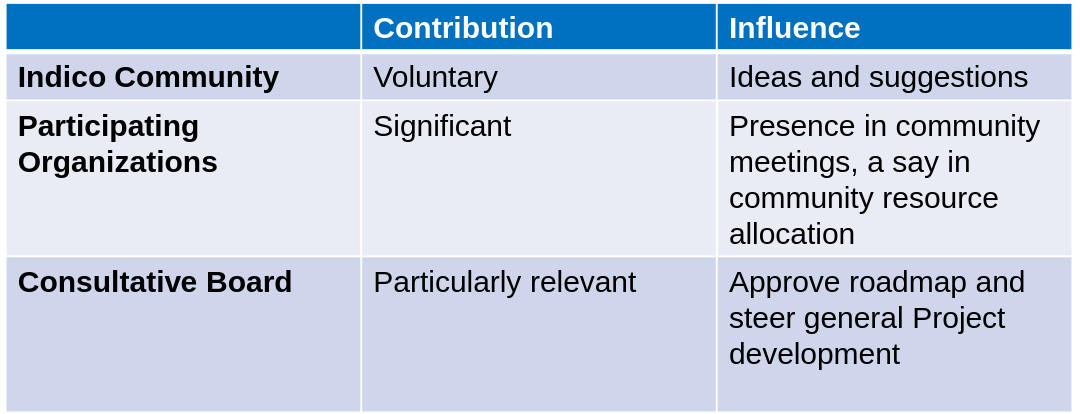 Contribution
Influence
Indico Community
Voluntary
Ideas and suggestions
Participating
Organizations
Significant
Presence in community
meetings, a say in
community resource
allocation
Consultative Board
Particularly relevant
Approve roadmap and
steer general Project
development